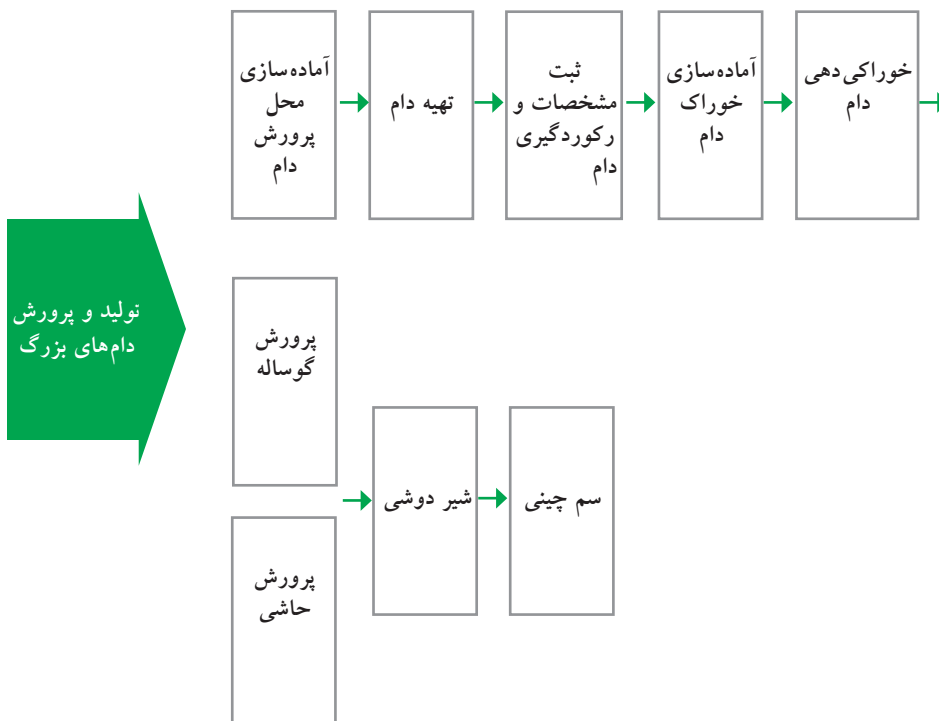 آماده‌سازی
محل
پرورش
دام
تهیه دام
ثبت
مشخصات و
رکوردگیری
دام
آماده‌سازی
خوراک
دام
خوراکی‌دهی
دام
تولید و پرورش
دام‌های بزرگ
پرورش
گوساله
شیر دوشی
سم چینی
پرورش
حاشی